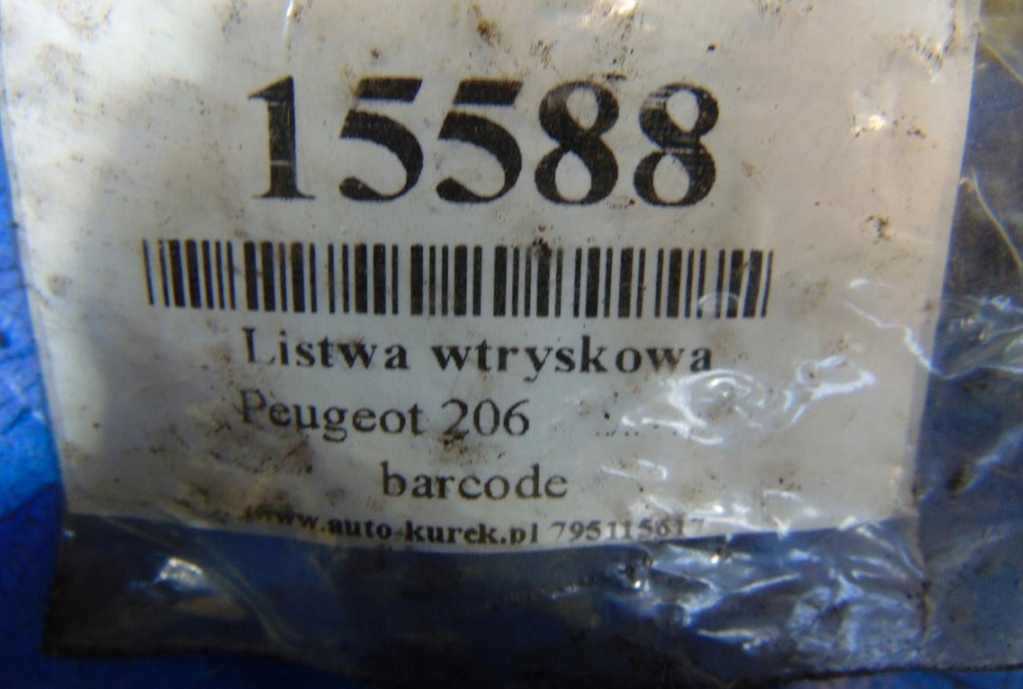 15588
Listwa wtryskowa
Peugeot 206
barcode
www.auto-kurek.pl 795115617